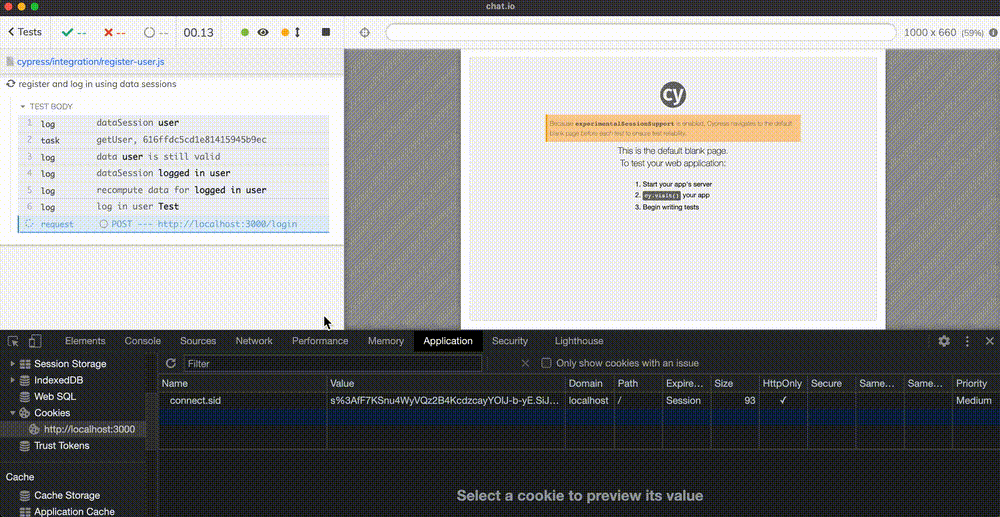 chat.io
Tests -- -- -- 00.13 1000 x 660 (59%)
cypress/integration/register-user.js
register and log in using data sessions
TEST BODY
1 log dataSession user
2 task getUser, 616ffdc5cd1e81415945b9ec
3 log data user is still valid
4 log dataSession logged in user
5 log recompute data for logged in user
6 log log in user Test
request POST --- http://localhost:3000/login
cy
Because experimentalSessionSupport is enabled, Cypress navigates to the default
blank page before each test to ensure test reliability.
This is the default blank page.
To test your web application:
1. Start your app's server
2. cy.visit() your app
3. Begin writing tests
Elements Console Sources Network Performance Memory Application Security Lighthouse
Session Storage
IndexedDB
Web SQL
Cookies
http://localhost:3000
Trust Tokens
Cache
Cache Storage
Application Cache
Filter Only show cookies with an issue
Name Value Domain Path Expire... Size HttpOnly Secure Same... Same... Priority
connect.sid s%3AfF7KSnu4WyVQz2B4KcdzcayYOlJ-b-yE.SiJ... localhost / Session 93 ✓ Medium
Select a cookie to preview its value